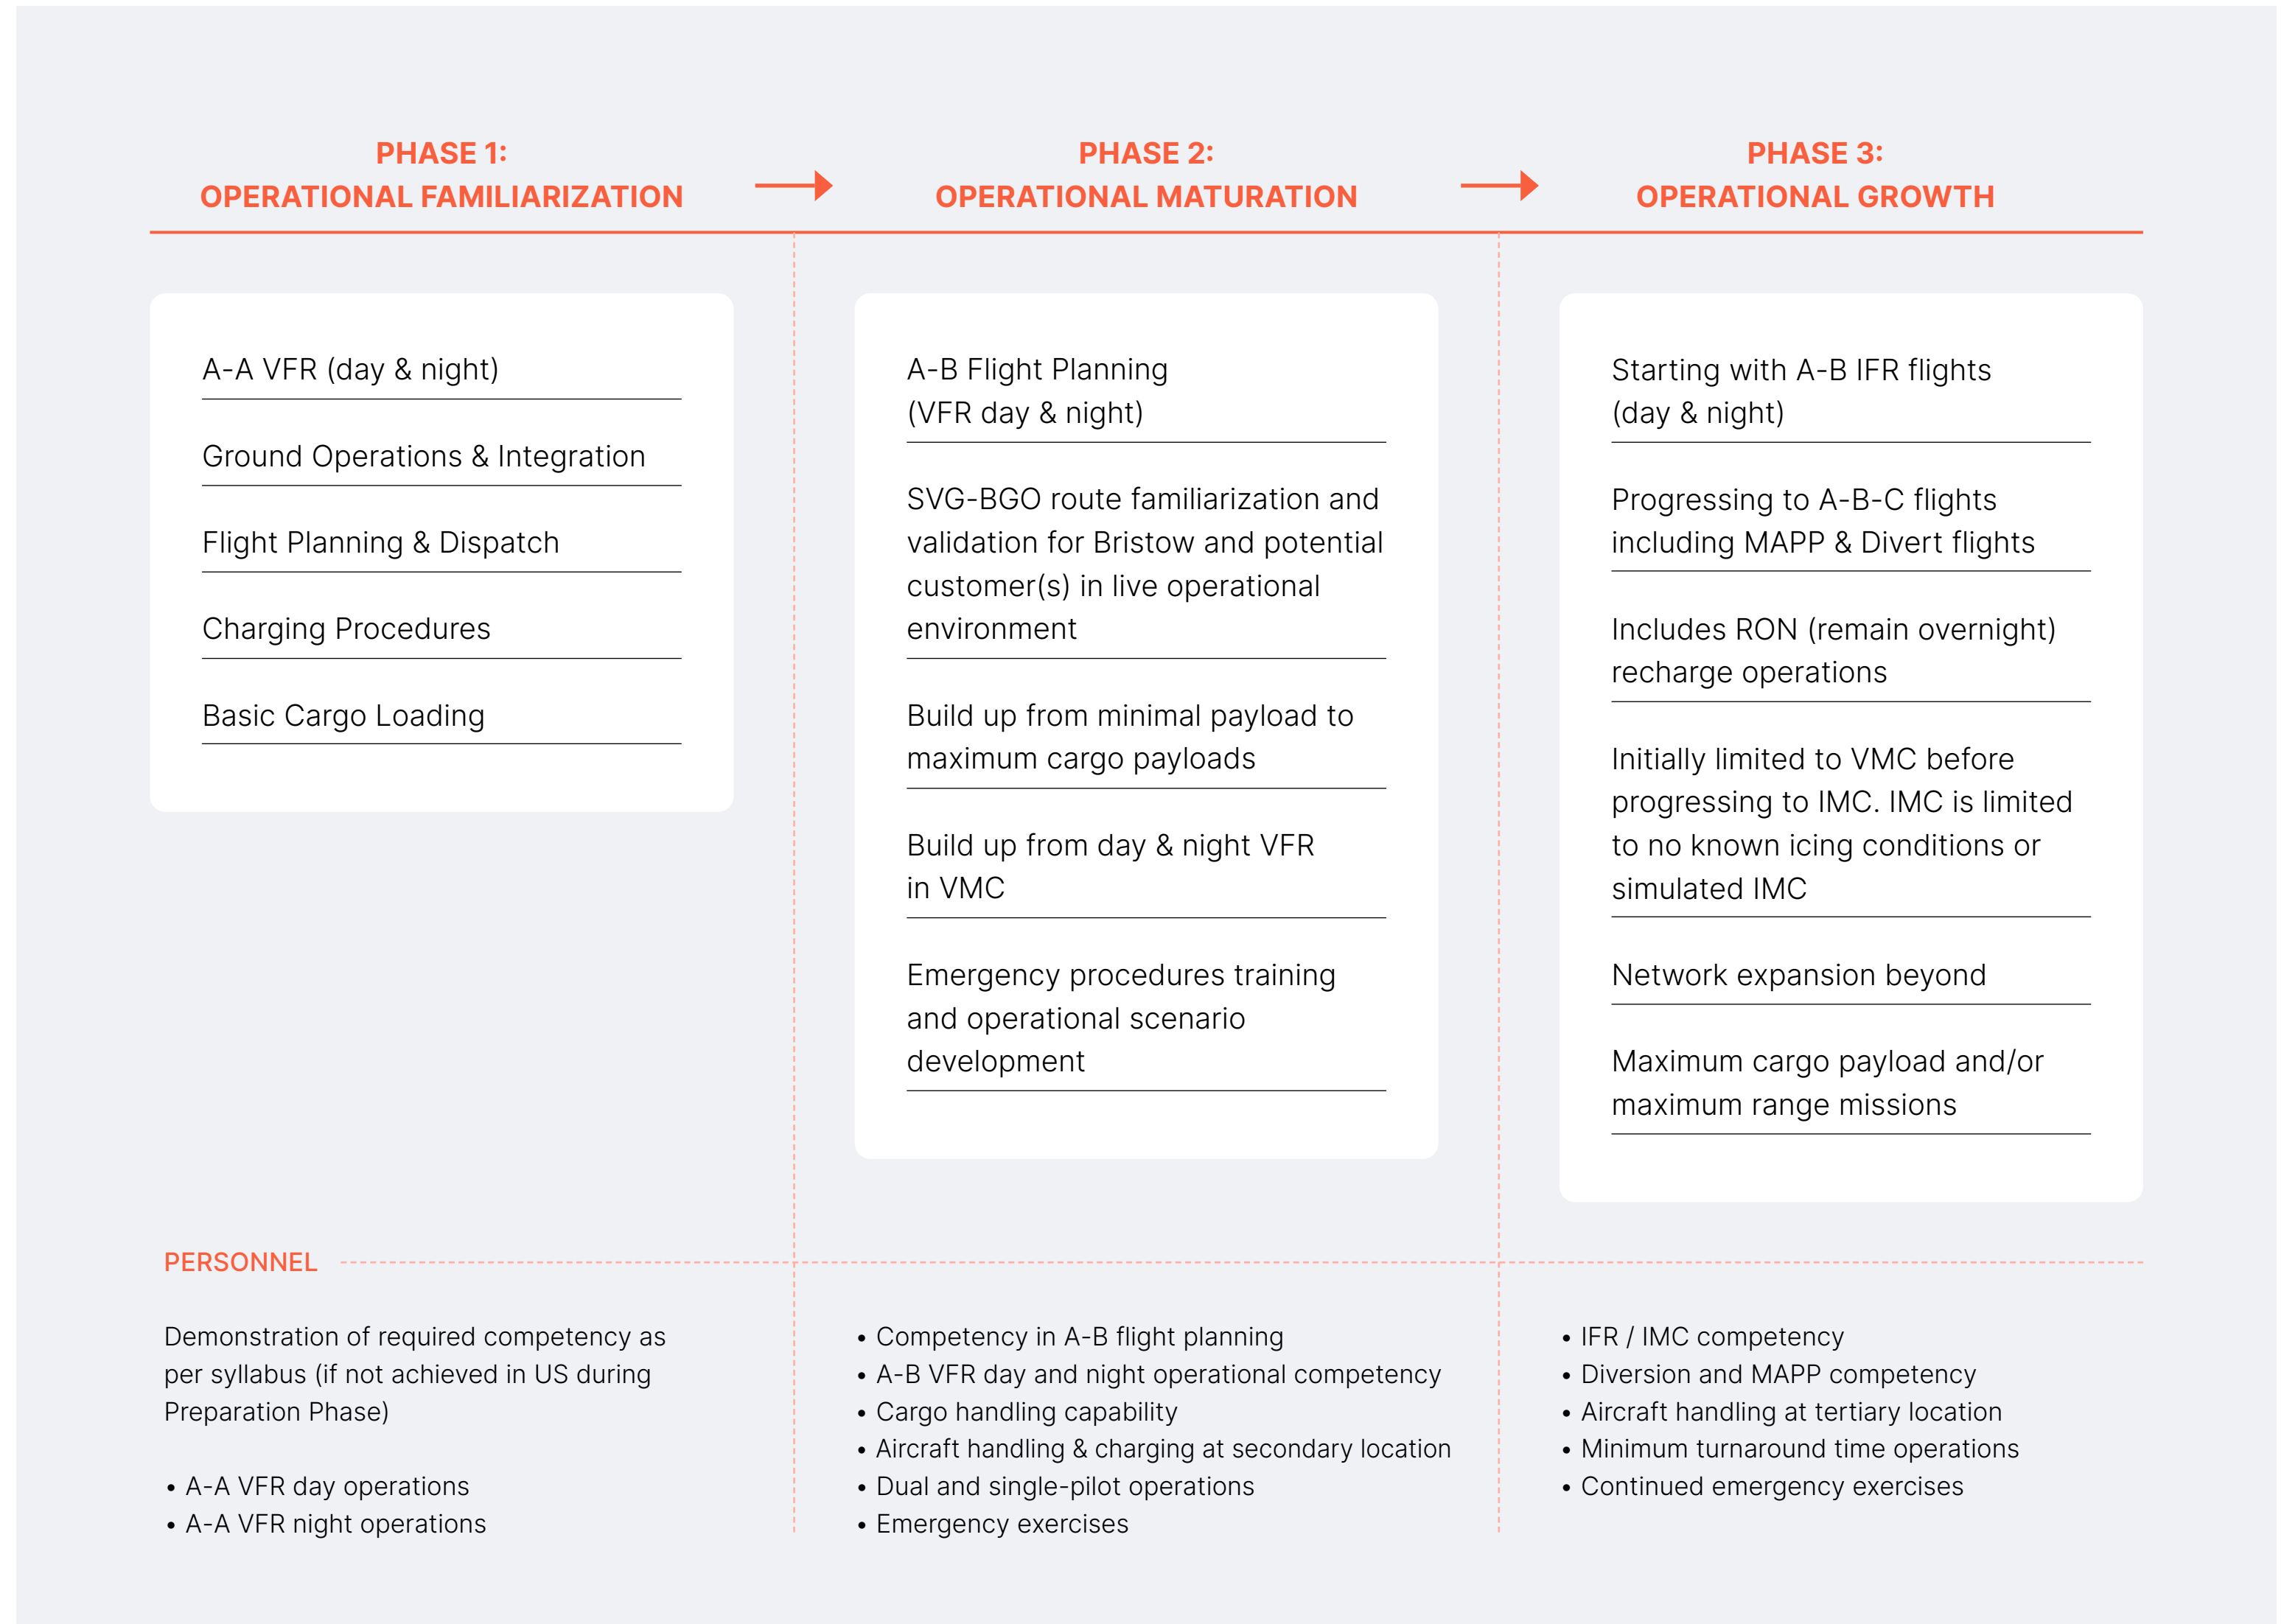 PHASE 1:
OPERATIONAL FAMILIARIZATION
PHASE 2:
OPERATIONAL MATURATION
PHASE 3:
OPERATIONAL GROWTH
A-A VFR (day & night)
Ground Operations & Integration
Flight Planning & Dispatch
Charging Procedures
Basic Cargo Loading
A-B Flight Planning
(VFR day & night)
SVG-BGO route familiarization and
validation for Bristow and potential
customer(s) in live operational
environment
Build up from minimal payload to
maximum cargo payloads
Build up from day & night VFR
in VMC
Emergency procedures training
and operational scenario
development
Starting with A-B IFR flights
(day & night)
Progressing to A-B-C flights
including MAPP & Divert flights
Includes RON (remain overnight)
recharge operations
Initially limited to VMC before
progressing to IMC. IMC is limited
to no known icing conditions or
simulated IMC
Network expansion beyond
Maximum cargo payload and/or
maximum range missions
PERSONNEL
Demonstration of required competency as
per syllabus (if not achieved in US during
Preparation Phase)
• A-A VFR day operations
• A-A VFR night operations
• Competency in A-B flight planning
• A-B VFR day and night operational competency
• Cargo handling capability
• Aircraft handling & charging at secondary location
• Dual and single-pilot operations
• Emergency exercises
• IFR / IMC competency
• Diversion and MAPP competency
• Aircraft handling at tertiary location
• Minimum turnaround time operations
• Continued emergency exercises